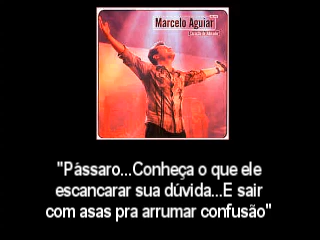 Marcelo Aguiar
"Pássaro...Conheça o que ele
escancarar sua dúvida...E sair
com asas pra arrumar confusão"